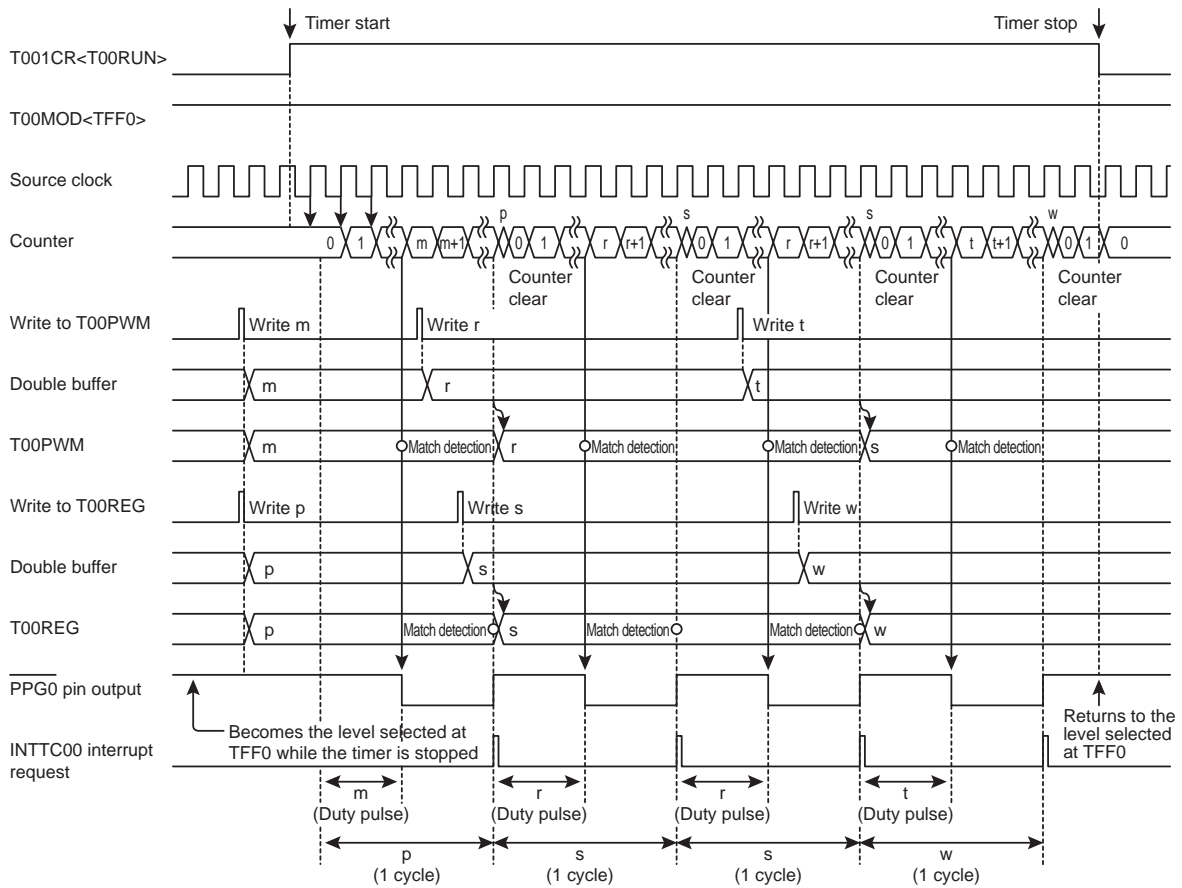 Timer start
Timer stop
T001CR<T00RUN>
T00MOD<TFF0>
Source clock
p s s w
Counter
0 1 m m+1 0 1 r r+1 0 1 r r+1 0 1 t t+1 0 1 0
Counter clear
Counter clear
Counter clear
Counter clear
Write to T00PWM
Write m
Write r
Write t
Double buffer
m
r
t
T00PWM
m
Match detection
r
Match detection
Match detection
s
Match detection
Write to T00REG
Write p
Write s
Write w
Double buffer
p
s
w
T00REG
p
Match detection
s
Match detection
Match detection
w
PPG0 pin output
Becomes the level selected at
TFF0 while the timer is stopped
Returns to the
level selected
at TFF0
INTTC00 interrupt
request
m
(Duty pulse)
r
(Duty pulse)
r
(Duty pulse)
t
(Duty pulse)
p
(1 cycle)
s
(1 cycle)
s
(1 cycle)
w
(1 cycle)